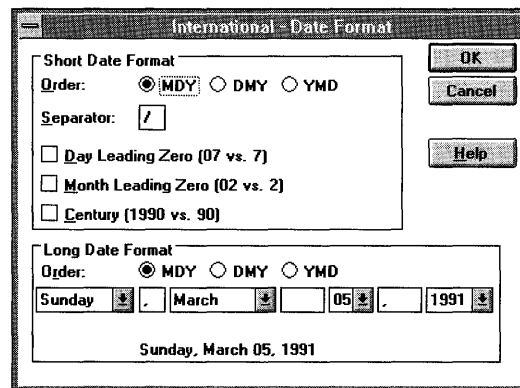 International - Date Format
Short Date Format
Order: MDY DMY YMD
Separator: /
Day Leading Zero (07 vs. 7)
Month Leading Zero (02 vs. 2)
Century (1990 vs. 90)
OK
Cancel
Help
Long Date Format
Order: MDY DMY YMD
Sunday , March 05 , 1991
Sunday, March 05, 1991